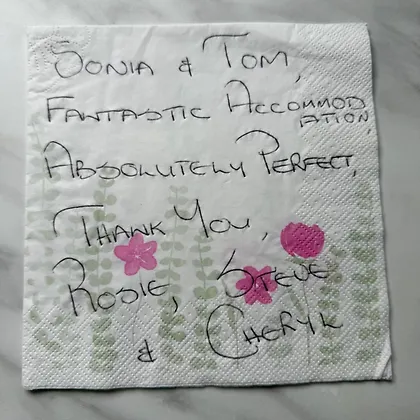 SONIA & TOM,
FANTASTIC ACCOMMOD
ATION,
ABSOLUTELY PERFECT,
THANK YOU,
ROSIE, STEVE
& CHERYL